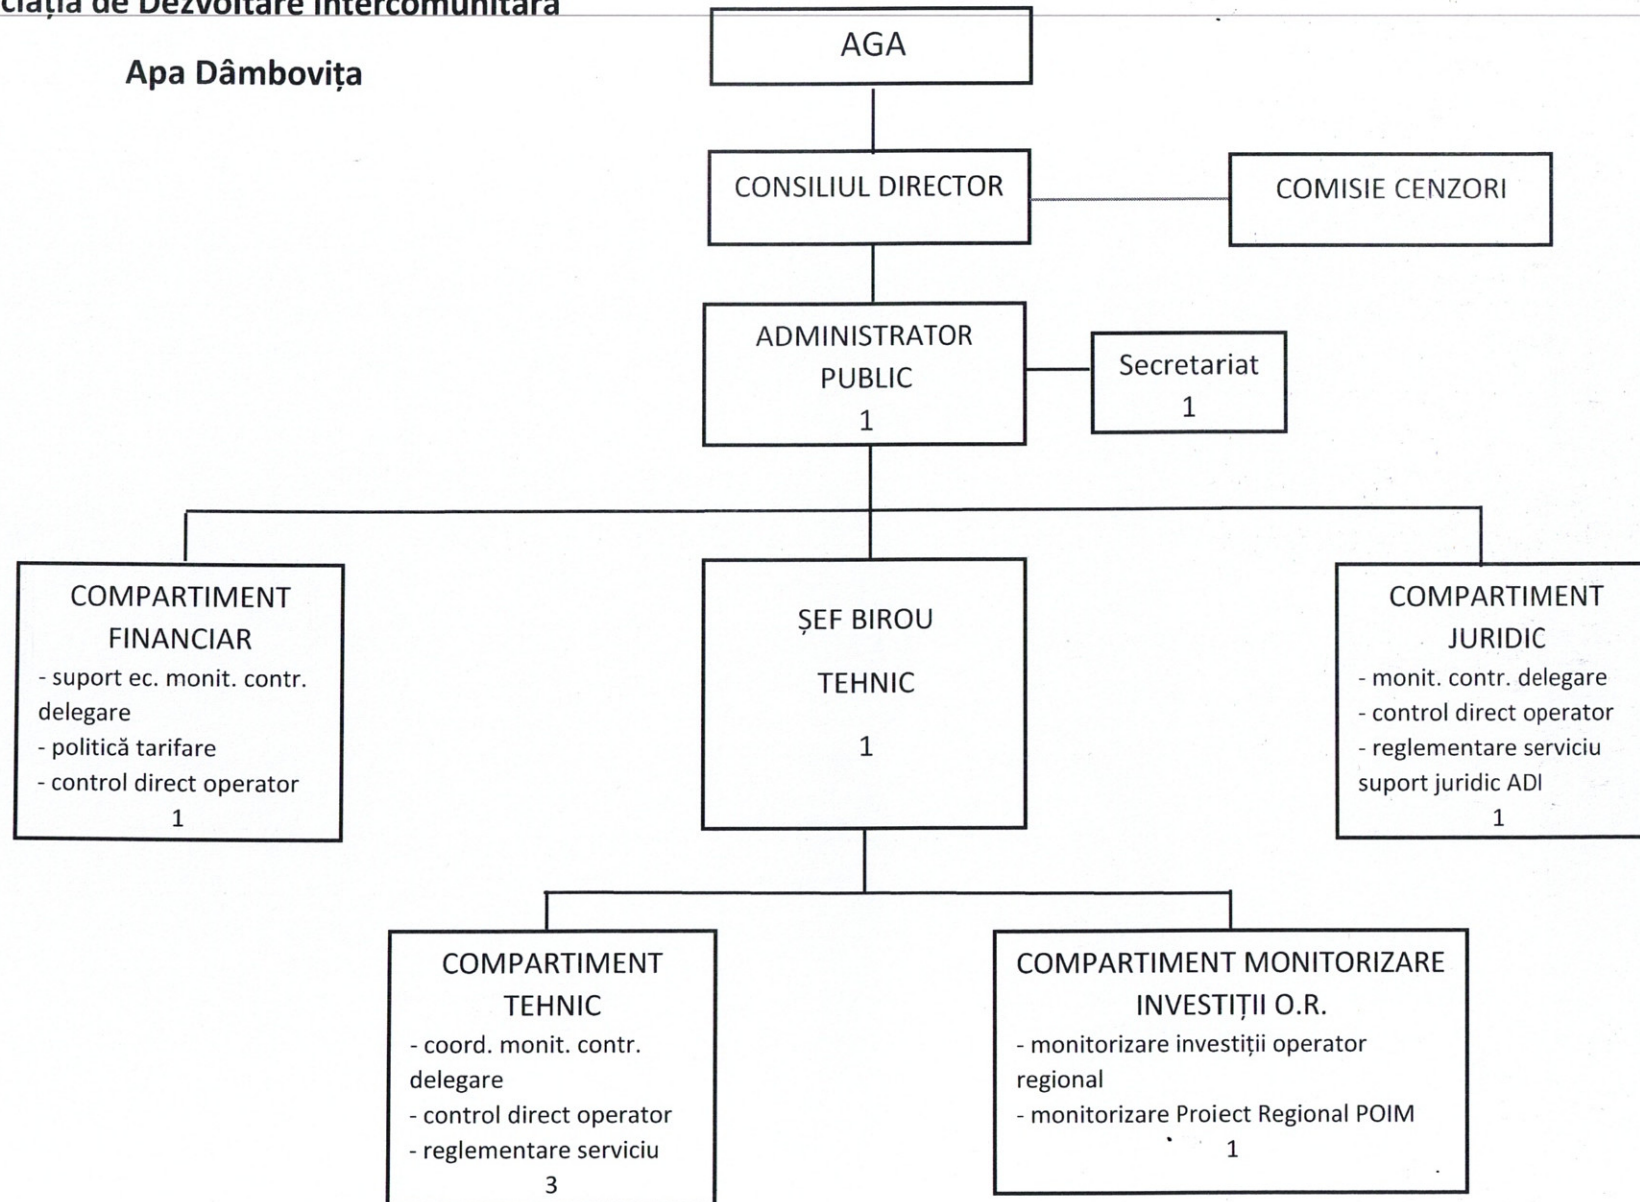 de Dezvoltare Intercomunitară
Apa Dâmbovița
AGA
CONSILIUL DIRECTOR
COMISIE CENZORI
ADMINISTRATOR
PUBLIC
1
Secretariat
1
COMPARTIMENT
FINANCIAR
- suport ec. monit. contr.
delegare
- politică tarifare
- control direct operator
1
ȘEF BIROU
TEHNIC
1
COMPARTIMENT
JURIDIC
- monit. contr. delegare
- control direct operator
- reglementare serviciu
suport juridic ADI
1
COMPARTIMENT
TEHNIC
- coord. monit. contr.
delegare
- control direct operator
- reglementare serviciu
3
COMPARTIMENT MONITORIZARE
INVESTIȚII O.R.
- monitorizare investiții operator
regional
- monitorizare Proiect Regional POIM
1